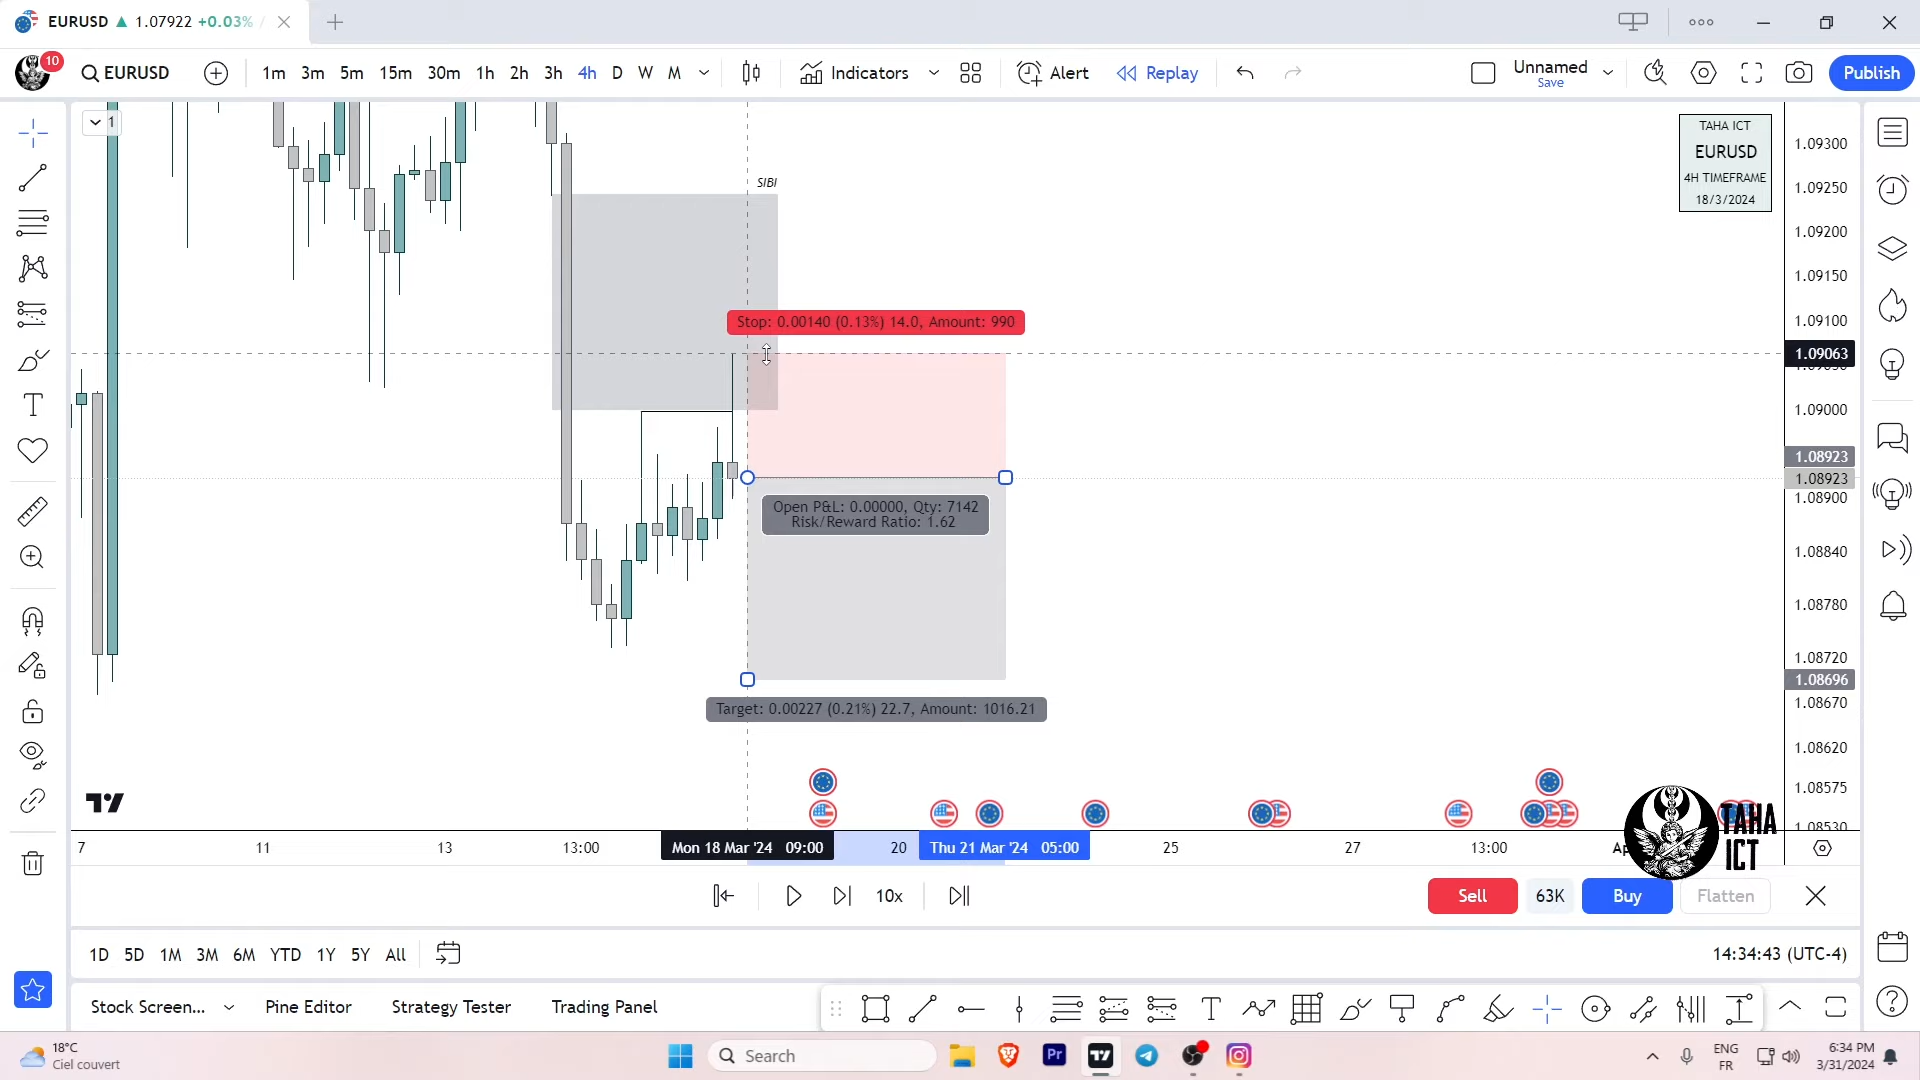 EURUSD ▲ 1.07922 +0.03% /
10
EURUSD
1m 3m 5m 15m 30m 1h 2h 3h 4h D W M
Indicators
Alert
Replay
Unnamed
Save
Publish
1
TAHA ICT
EURUSD
4H TIMEFRAME
18/3/2024
SIBI
Stop: 0.00140 (0.13%) 14.0, Amount: 990
Open P&L: 0.00000, Qty: 7142
Risk/Reward Ratio: 1.62
Target: 0.00227 (0.21%) 22.7, Amount: 1016.21
1.09300
1.09250
1.09200
1.09150
1.09100
1.09063
1.09000
1.08923
1.08923
1.08900
1.08840
1.08780
1.08720
1.08696
1.08670
1.08620
1.08575
1.08530
TAHA
ICT
7 11 13 13:00 Mon 18 Mar '24 09:00 20 Thu 21 Mar '24 05:00 25 27 13:00
10x
Sell
63K
Buy
Flatten
1D 5D 1M 3M 6M YTD 1Y 5Y All
14:34:43 (UTC-4)
Stock Screen...
Pine Editor
Strategy Tester
Trading Panel
18°C
Ciel couvert
Search
Pr
ENG
FR
6:34 PM
3/31/2024